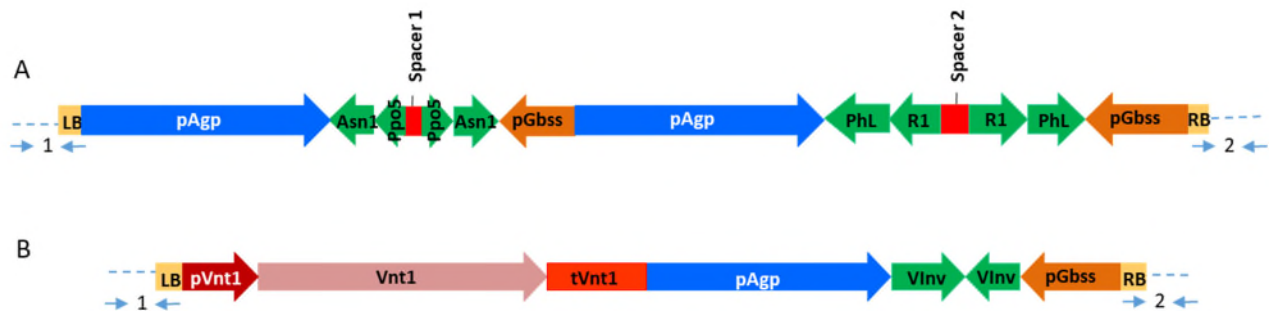 A
Spacer 1
Spacer 2
LB pAgp Asn1 Ppo5 Ppo5 Asn1 pGbss pAgp PhL R1 R1 PhL pGbss RB
1 2
B
LB pVnt1 Vnt1 tVnt1 pAgp VInv VInv pGbss RB
1 2